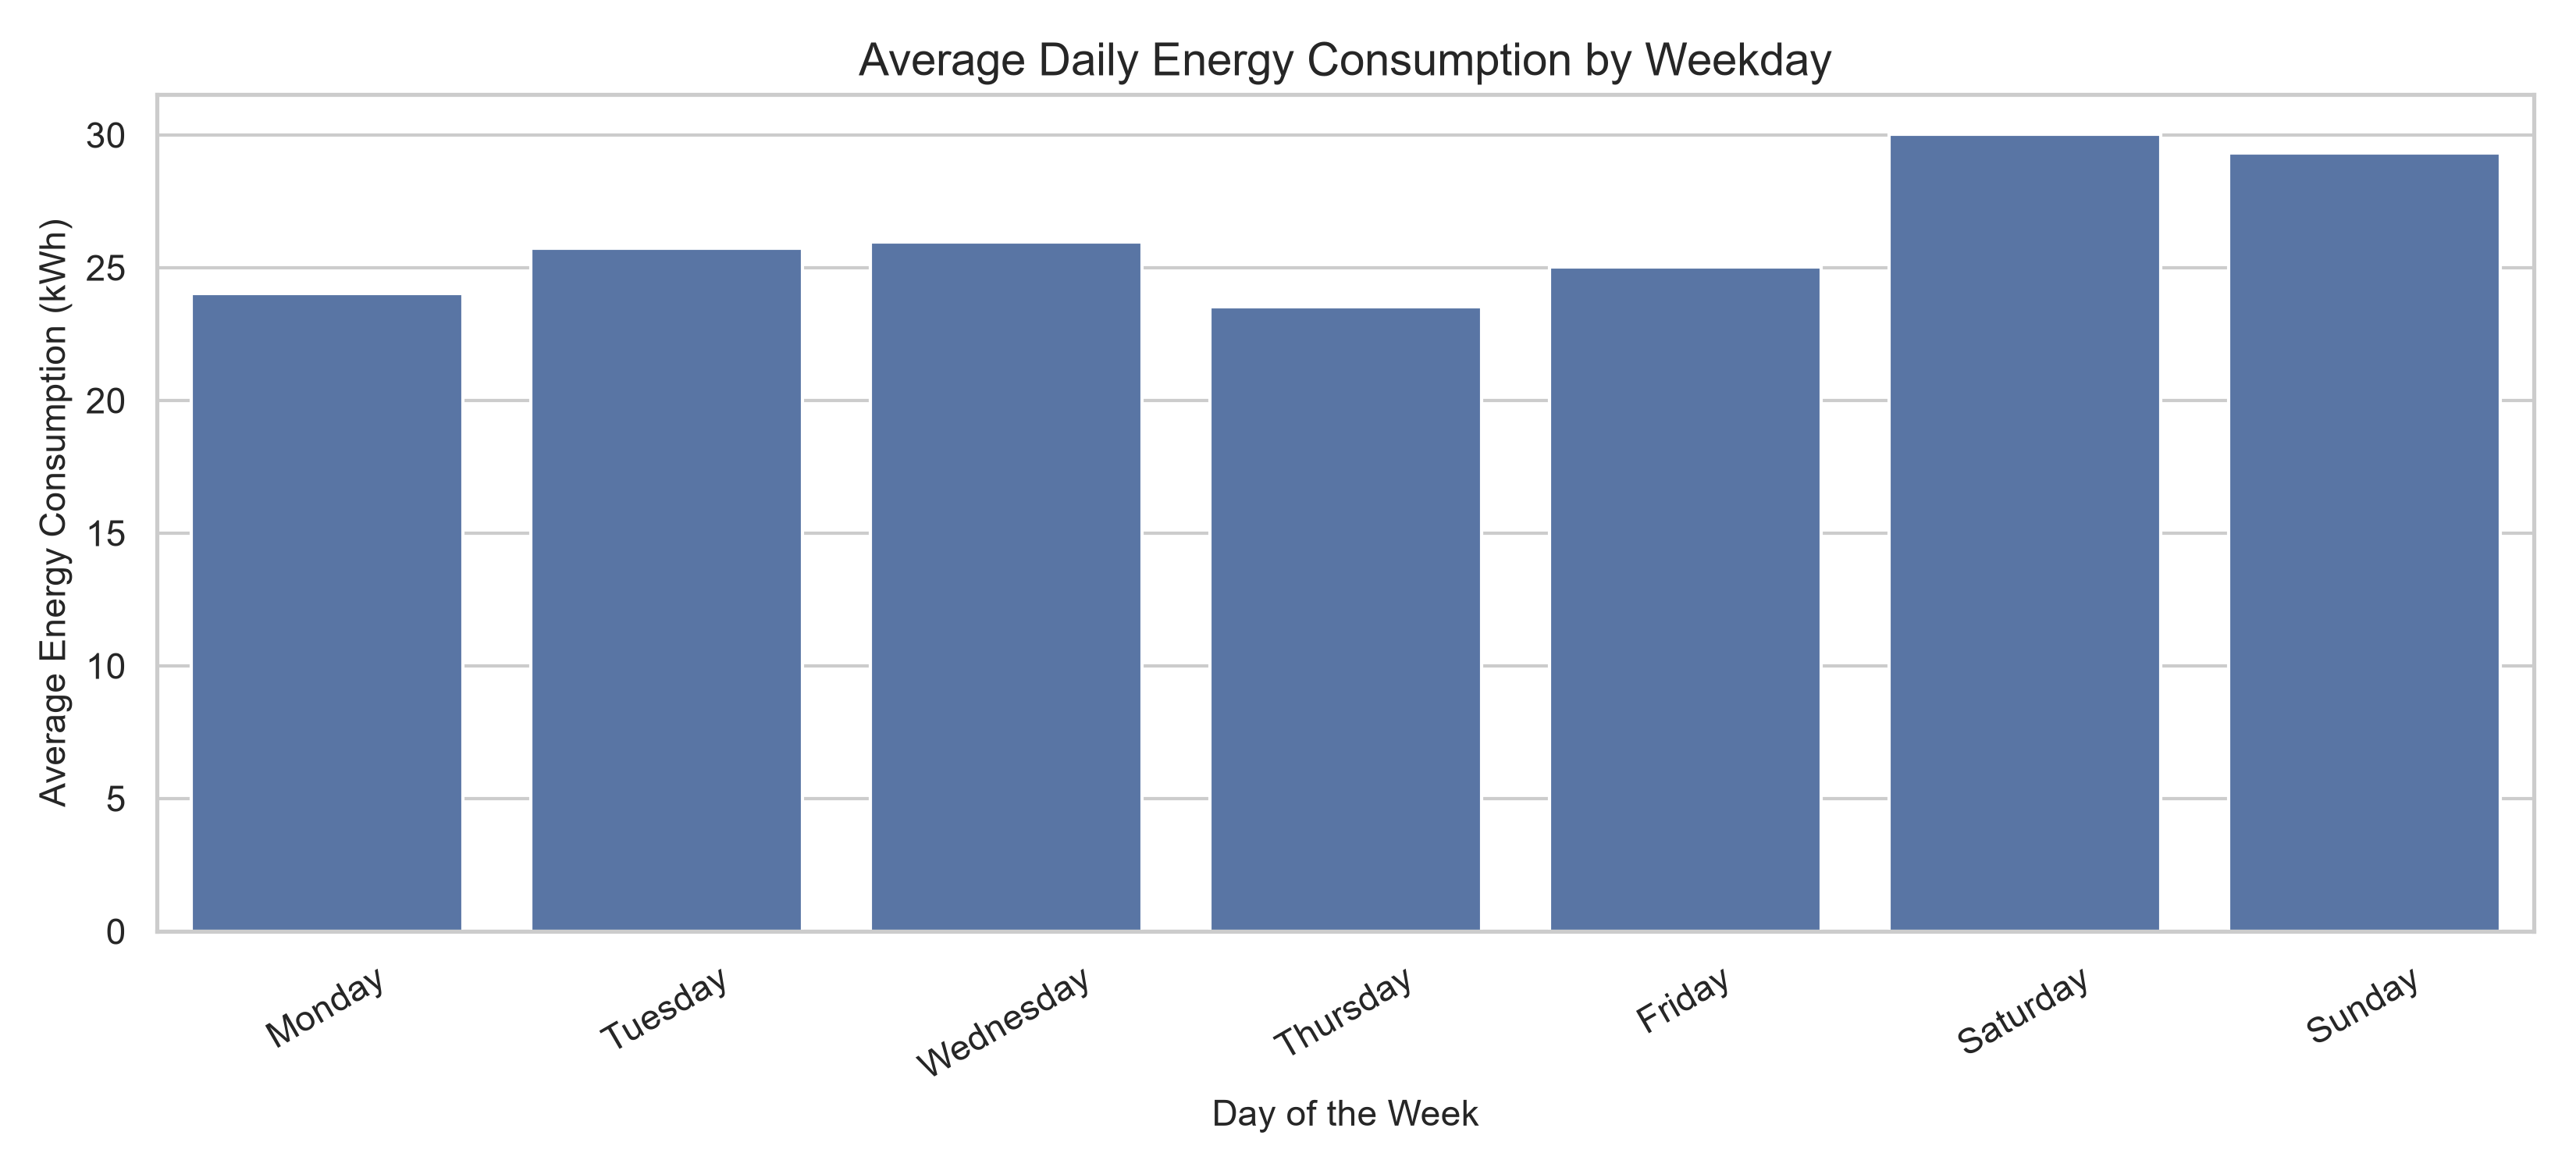 Average Daily Energy Consumption by Weekday
Average Energy Consumption (kWh)
30
25
20
15
10
5
0
Monday
Tuesday
Wednesday
Thursday
Friday
Saturday
Sunday
Day of the Week